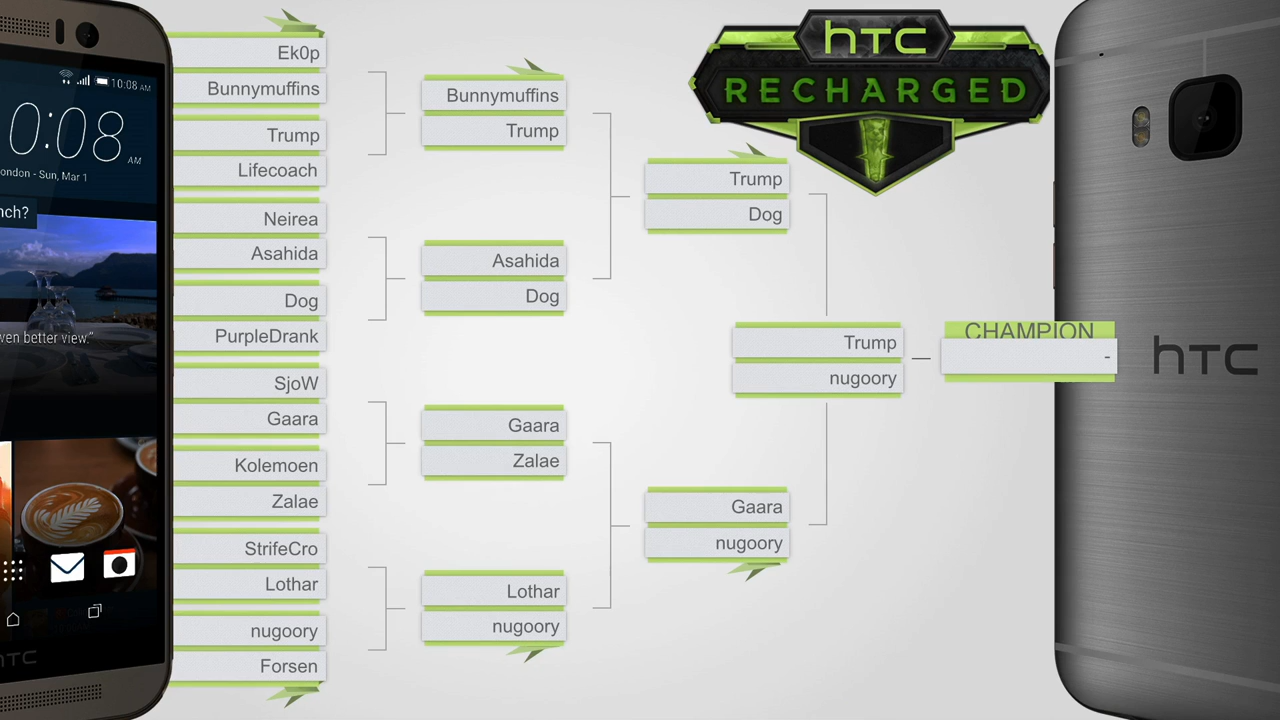 10:08 AM
0:08
AM
ondon - Sun, Mar 1
nch?
ven better view."
HTC
Ek0p
Bunnymuffins
Trump
Lifecoach
Neirea
Asahida
Dog
PurpleDrank
SjoW
Gaara
Kolemoen
Zalae
StrifeCro
Lothar
nugoory
Forsen
Bunnymuffins
Trump
Asahida
Dog
Gaara
Zalae
Lothar
nugoory
Trump
Dog
Gaara
nugoory
Trump
nugoory
CHAMPION
-
hTC
RECHARGED
hTC